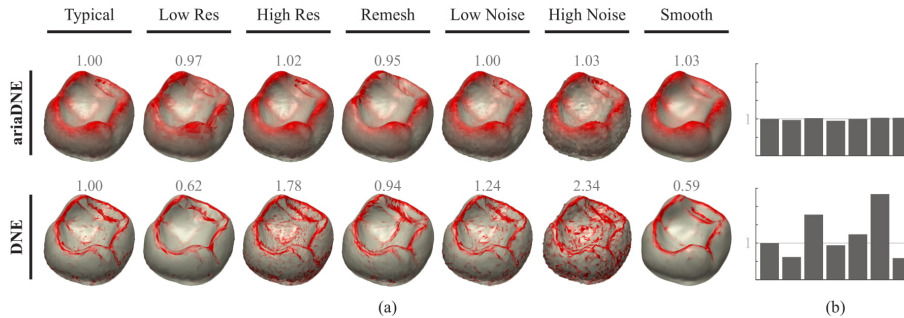 Typical Low Res High Res Remesh Low Noise High Noise Smooth
ariaDNE
1.00 0.97 1.02 0.95 1.00 1.03 1.03
1
DNE
1.00 0.62 1.78 0.94 1.24 2.34 0.59
1
(a) (b)